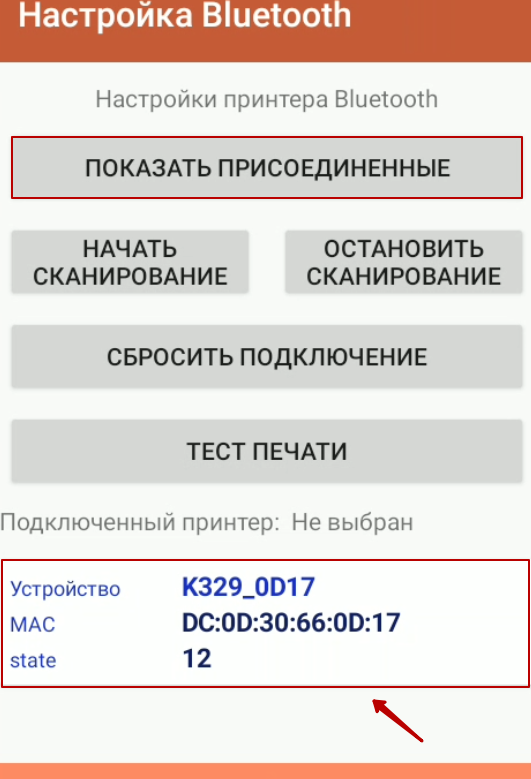 Настройка Bluetooth
Настройки принтера Bluetooth
ПОКАЗАТЬ ПРИСОЕДИНЕННЫЕ
НАЧАТЬ
СКАНИРОВАНИЕ
ОСТАНОВИТЬ
СКАНИРОВАНИЕ
СБРОСИТЬ ПОДКЛЮЧЕНИЕ
ТЕСТ ПЕЧАТИ
Подключенный принтер: Не выбран
Устройство K329_0D17
MAC DC:0D:30:66:0D:17
state 12